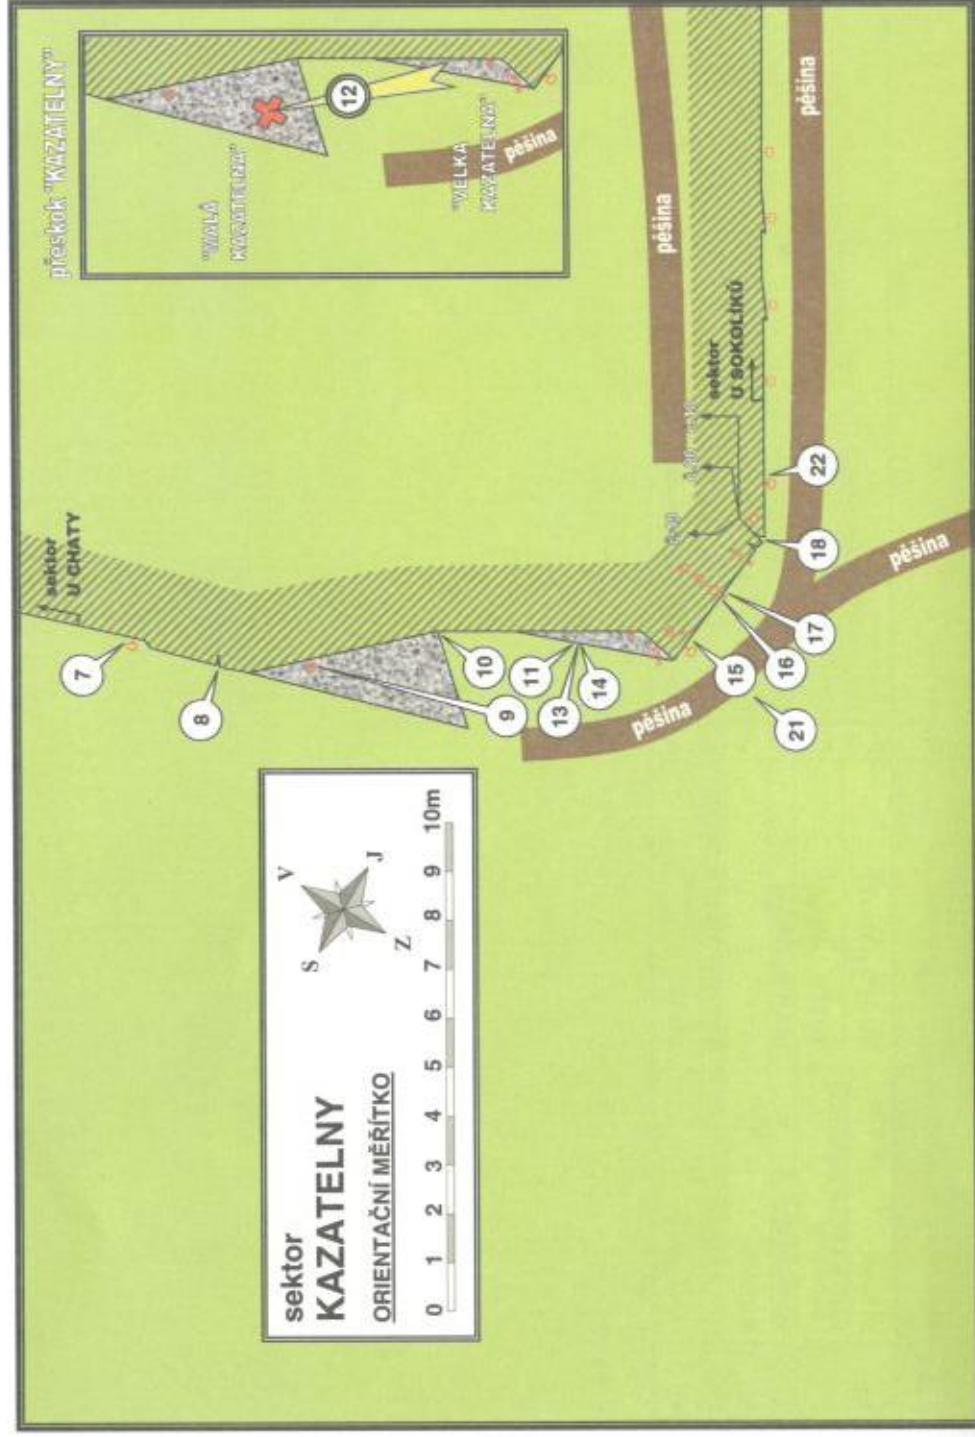 sektor
KAZATELNY
ORIENTAČNÍ MĚŘÍTKO
0 1 2 3 4 5 6 7 8 9 10m
S
V
J
Z
přeskok "KAZATELNY"
"MALÁ
KAZATELNA"
12
"VELKÁ
KAZATELNA"
pěšina
sektor
U CHATY
7
8
9
10
11
13
14
15
16
17
18
21
22
pěšina
pěšina
pěšina
pěšina
sektor
U SOKOLÍKŮ